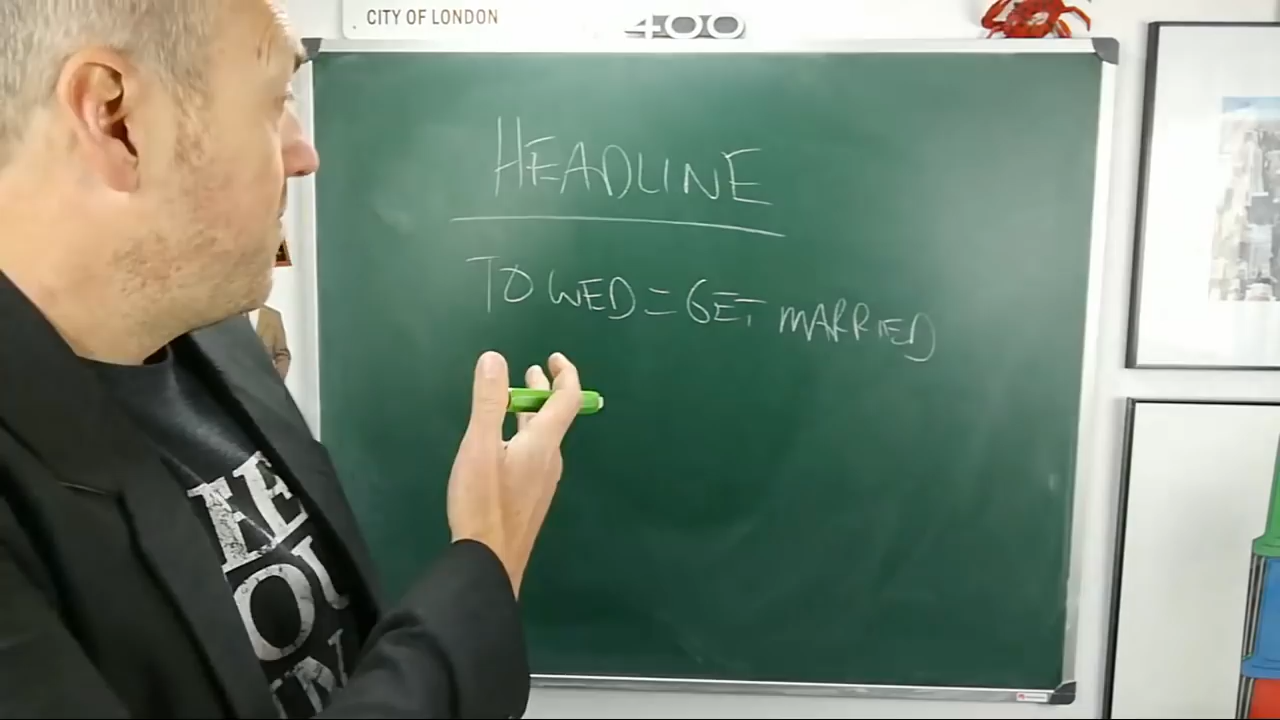 CITY OF LONDON
400
HEADLINE
TO WED = GET MARRIED